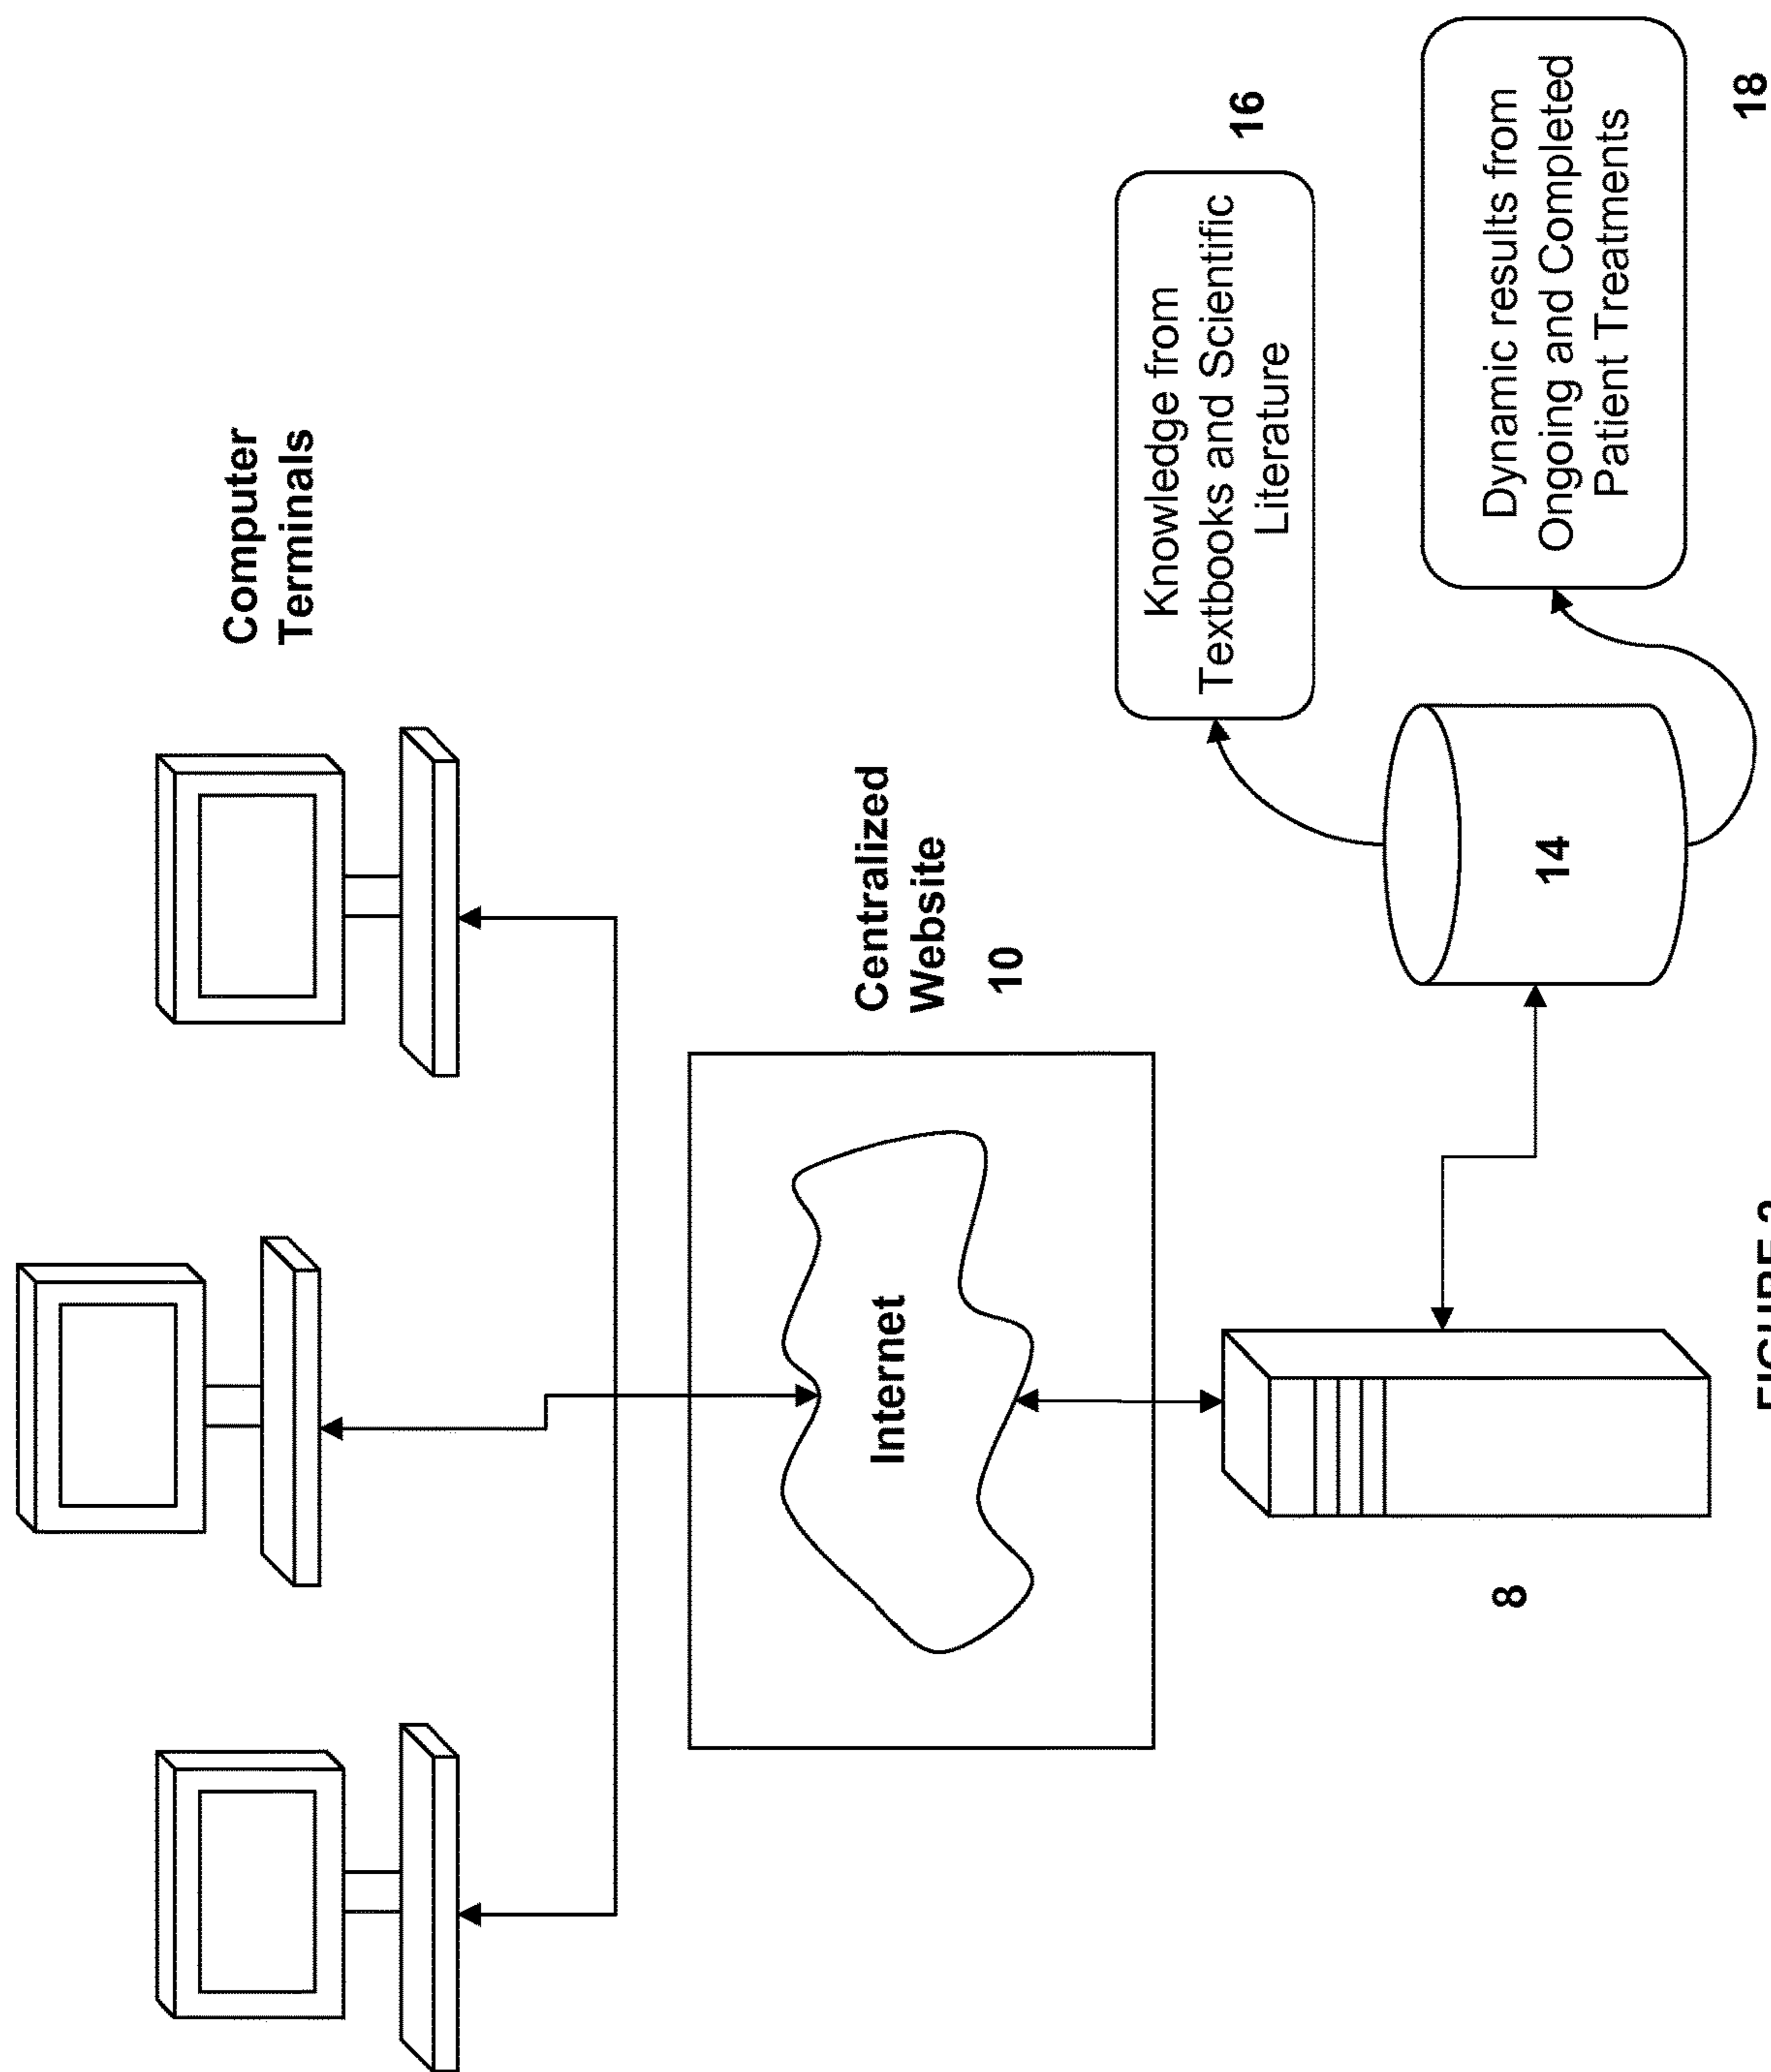 Computer
Terminals
Centralized
Website
10
Internet
Knowledge from
Textbooks and Scientific
Literature
16
8
14
Dynamic results from
Ongoing and Completed
Patient Treatments
18
FIGURE